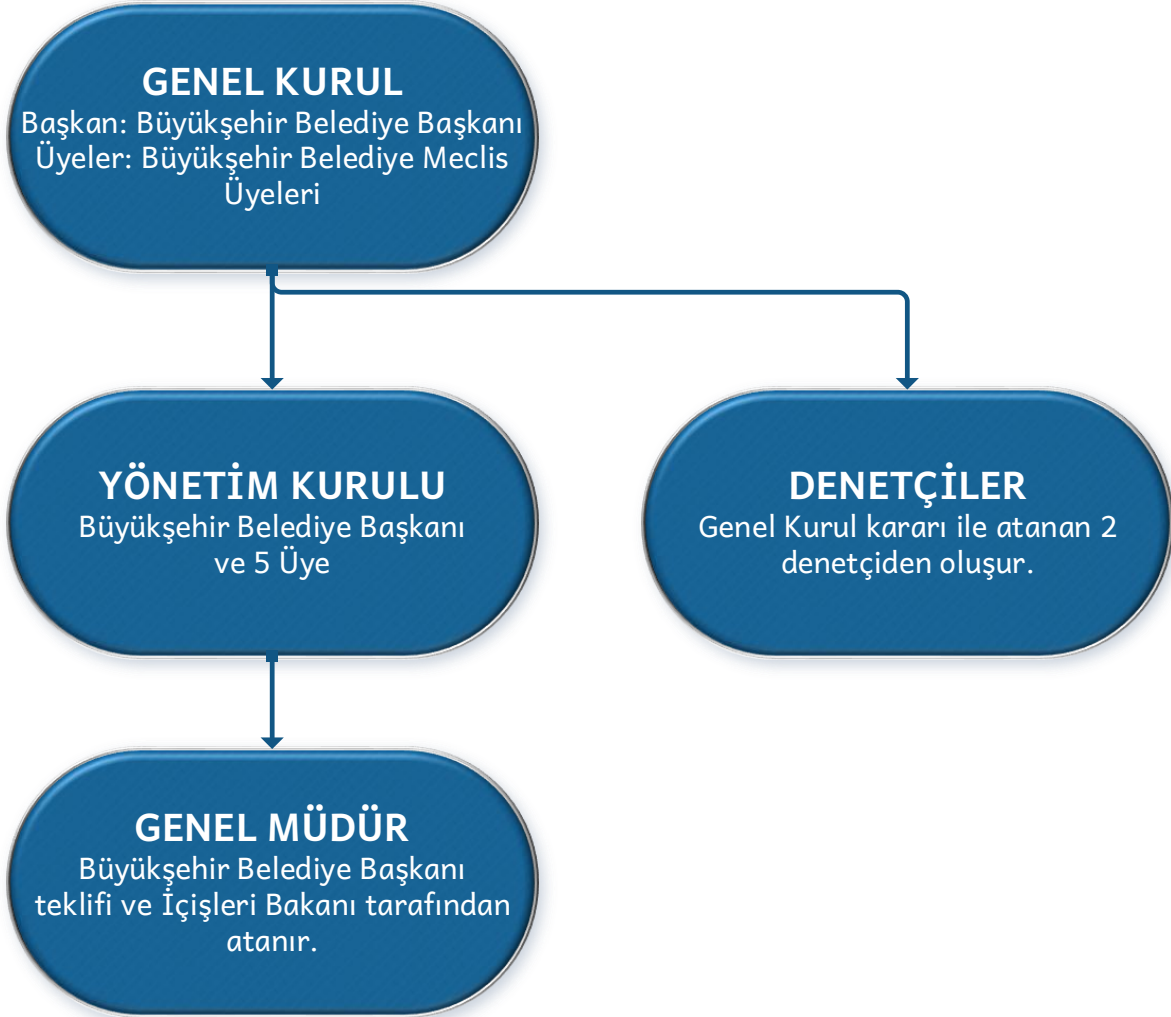 GENEL KURUL
Başkan: Büyükşehir Belediye Başkanı
Üyeler: Büyükşehir Belediye Meclis
Üyeleri
YÖNETİM KURULU
Büyükşehir Belediye Başkanı
ve 5 Üye
DENETÇİLER
Genel Kurul kararı ile atanan 2
denetçiden oluşur.
GENEL MÜDÜR
Büyükşehir Belediye Başkanı
teklifi ve İçişleri Bakanı tarafından
atanır.